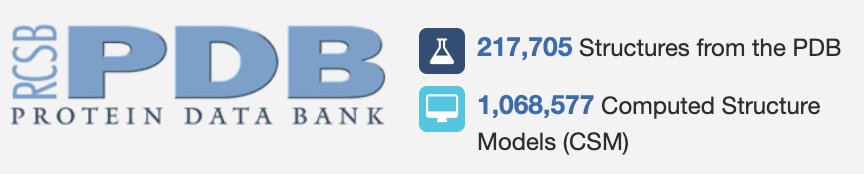 RCSB
PDB
PROTEIN DATA BANK
217,705 Structures from the PDB
1,068,577 Computed Structure
Models (CSM)